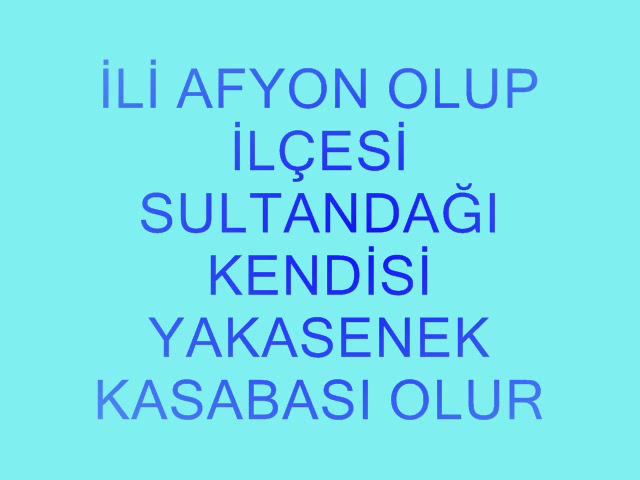 İLİ AFYON OLUP
İLÇESİ
SULTANDAĞI
KENDİSİ
YAKASENEK
KASABASI OLUR